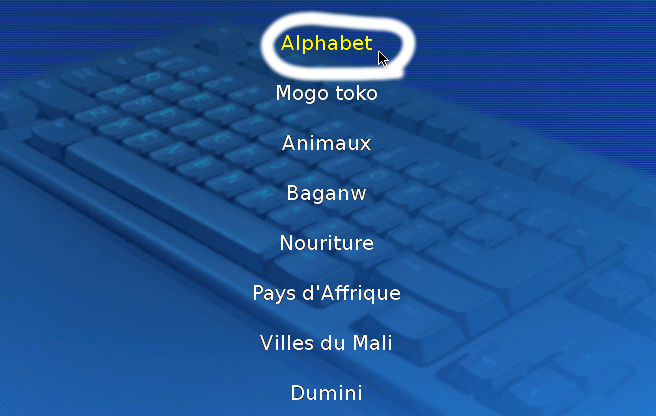 Alphabet
Mogo toko
Animaux
Baganw
Nouriture
Pays d'Affrique
Villes du Mali
Dumini